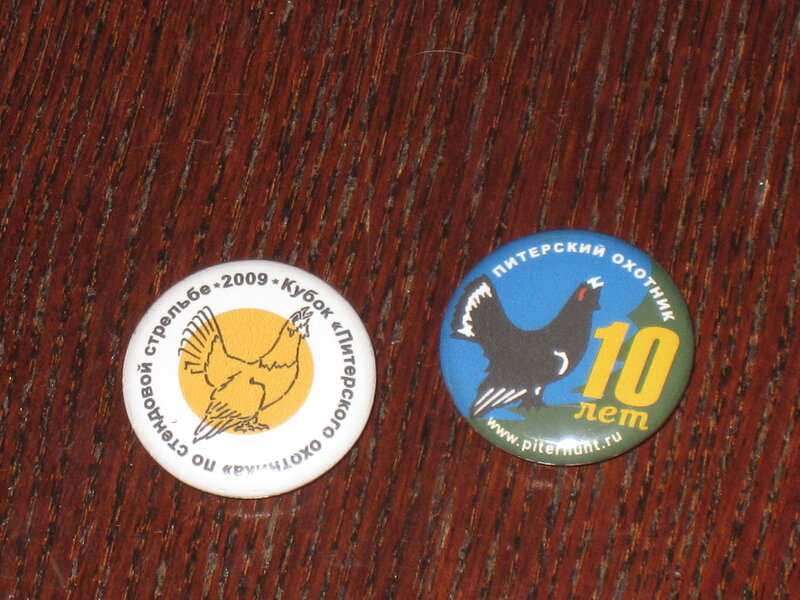 Кубок «Питерского охотника» по стендовой стрельбе * 2009 *
ПИТЕРСКИЙ ОХОТНИК
10
лет
www.piterhunt.ru